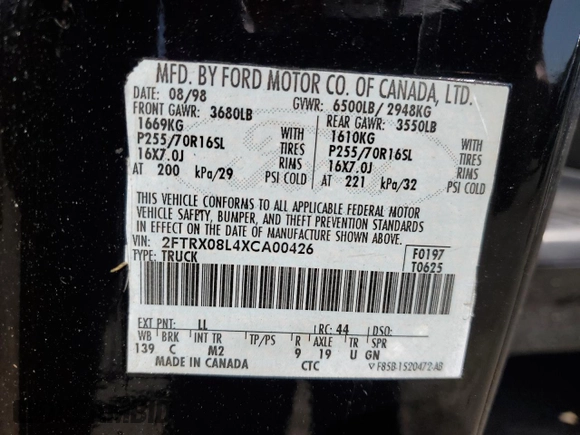 MFD. BY FORD MOTOR CO. OF CANADA, LTD.
DATE: 08/98 GVWR: 6500LB/ 2948KG
FRONT GAWR: 3680LB REAR GAWR: 3550LB
1669KG WITH 1610KG WITH
P255/70R16SL TIRES P255/70R16SL TIRES
16X7.0J RIMS 16X7.0J RIMS
AT 200 kPa/29 PSI COLD AT 221 kPa/32 PSI COLD
THIS VEHICLE CONFORMS TO ALL APPLICABLE FEDERAL MOTOR
VEHICLE SAFETY, BUMPER, AND THEFT PREVENTION STANDARDS
IN EFFECT ON THE DATE OF MANUFACTURE SHOWN ABOVE.
VIN: 2FTRX08L4XCA00426 F0197
TYPE: TRUCK T0625
EXT PNT: LL RC: 44 DSO:
WB BRK INT TR TP/PS R AXLE TR SPR
139 C M2 9 19 U GN
MADE IN CANADA CTC F85B-1520472-AB